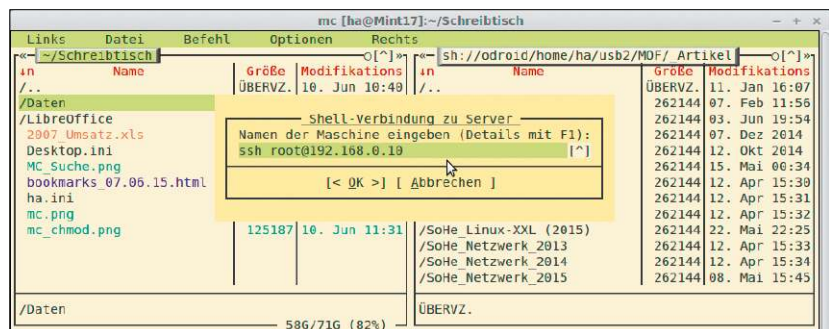 mc [ha@Mint17]:~/Schreibtisch
Links Datei Befehl Optionen Rechts
~/Schreibtisch
↓n Name Größe Modifikations
/.. ÜBERVZ. 10. Jun 10:40
/Daten
/LibreOffice
2007_Umsatz.xls
Desktop.ini
MC_Suche.png
bookmarks_07.06.15.html
ha.ini
mc.png
mc_chmod.png 125187 10. Jun 11:31
/Daten
58G/71G (82%)
sh://odroid/home/ha/usb2/MOF/_Artikel
↓n Name Größe Modifikations
/.. ÜBERVZ. 11. Jan 16:07
262144 07. Feb 11:56
262144 03. Jun 19:54
262144 07. Dez 2014
262144 12. Okt 2014
262144 15. Mai 00:34
262144 12. Apr 15:30
262144 12. Apr 15:31
262144 12. Apr 15:32
/SoHe_Linux-XXL (2015) 262144 22. Mai 22:25
/SoHe_Netzwerk_2013 262144 12. Apr 15:33
/SoHe_Netzwerk_2014 262144 12. Apr 15:34
/SoHe_Netzwerk_2015 262144 08. Mai 15:45
ÜBERVZ.
Shell-Verbindung zu Server
Namen der Maschine eingeben (Details mit F1):
ssh root@192.168.0.10 [^]
[< OK >] [ Abbrechen ]